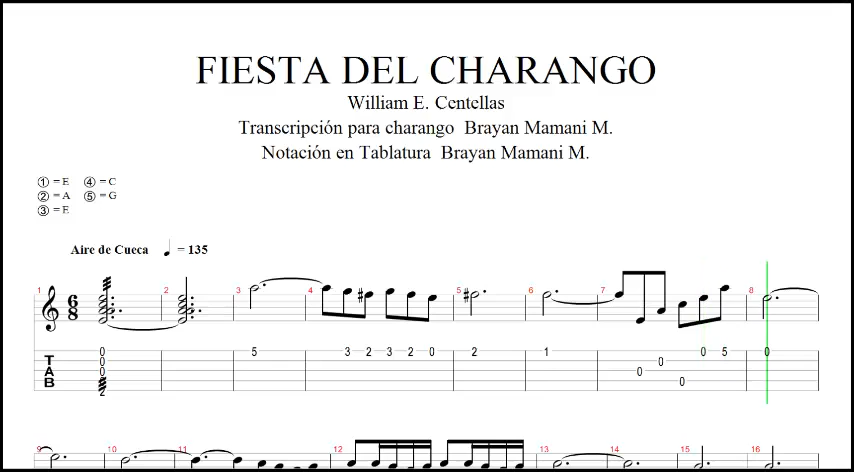 FIESTA DEL CHARANGO
William E. Centellas
Transcripción para charango Brayan Mamani M.
Notación en Tablatura Brayan Mamani M.
① = E ④ = C
② = A ⑤ = G
③ = E
Aire de Cueca ♩ = 135
1 2 3 4 5 6 7 8
6
8
T
A
B
0 5 3 2 3 2 0 2 1 0 5 0
0 0
0 0
0
2
9 10 11 12 13 14 15 16